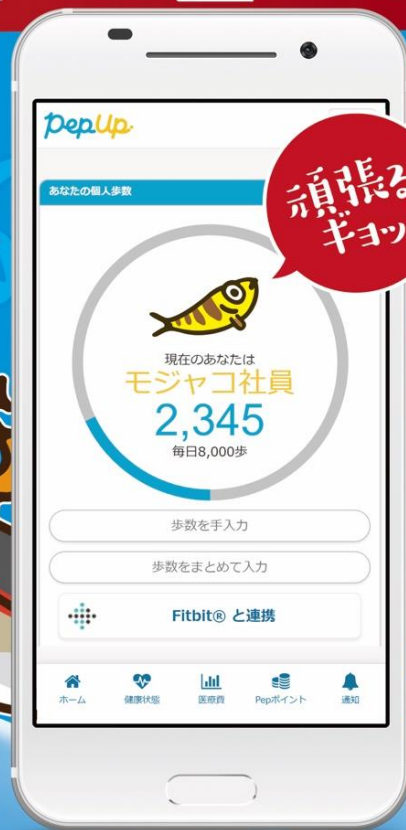 PepUp
あなたの個人歩数
頑張る
ギョッ
現在のあなたは
モジャコ社員
2,345
毎日8,000歩
歩数を手入力
歩数をまとめて入力
Fitbit® と連携
ホーム
健康状態
医療費
Pepポイント
通知